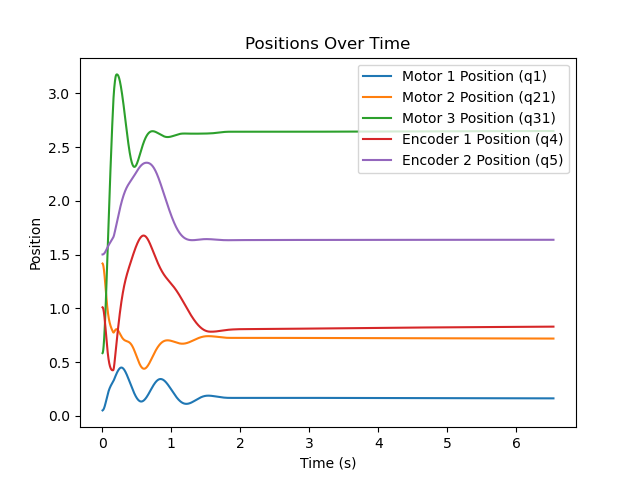 Positions Over Time
Motor 1 Position (q1)
Motor 2 Position (q21)
Motor 3 Position (q31)
Encoder 1 Position (q4)
Encoder 2 Position (q5)
Position
3.0
2.5
2.0
1.5
1.0
0.5
0.0
0 1 2 3 4 5 6
Time (s)